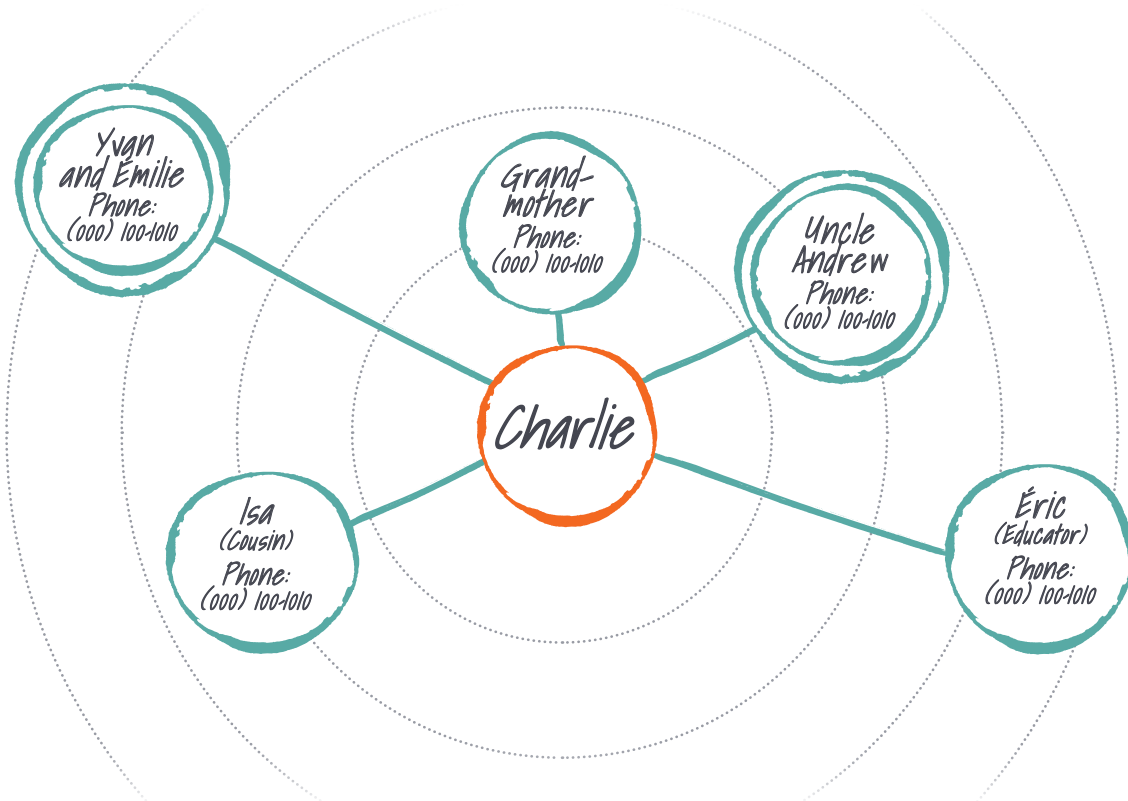 Yvan
and Émilie
Phone:
(000) 100-1010
Grand-
mother
Phone:
(000) 100-1010
Uncle
Andrew
Phone:
(000) 100-1010
Charlie
Isa
(Cousin)
Phone:
(000) 100-1010
Éric
(Educator)
Phone:
(000) 100-1010